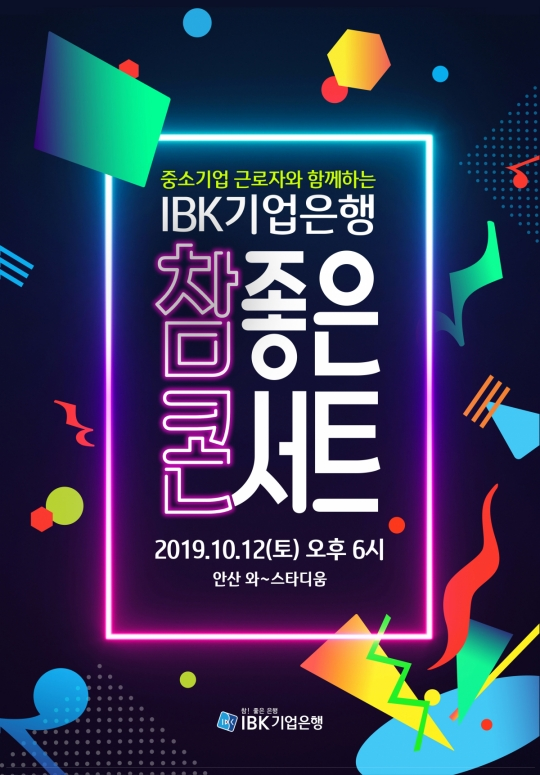 중소기업 근로자와 함께하는
IBK기업은행
참좋은
콘서트
2019.10.12(토) 오후 6시
안산 와~스타디움
참! 좋은 은행
IBK IBK기업은행